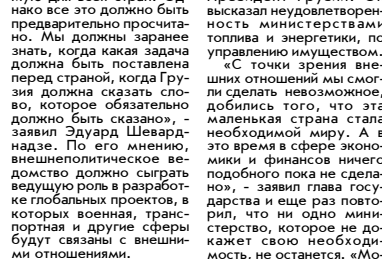 нако все это должно быть
предварительно просчита-
но. Мы должны заранее
знать, когда какая задача
должна быть поставлена
перед страной, когда Гру-
зия должна сказать сло-
во, которое обязательно
должно быть сказано», -
заявил Эдуард Шевард-
надзе. По его мнению,
внешнеполитическое ве-
домство должно сыграть
ведущую роль в разработ-
ке глобальных проектов, в
которых военная, транс-
портная и другие сферы
будут связаны с внешни-
ми отношениями.
высказал неудовлетворен-
ность министерствами
топлива и энергетики, по
управлению имуществом.
«С точки зрения вне-
шних отношений мы смог-
ли сделать невозможное,
добились того, что эта
маленькая страна стала
необходимой миру. А в
это время в сфере эконо-
мики и финансов ничего
подобного пока не сдела-
но», - заявил глава госу-
дарства и еще раз повто-
рил, что ни одно мини-
стерство, которое не до-
кажет свою необходи-
мость, не останется. «Мо-